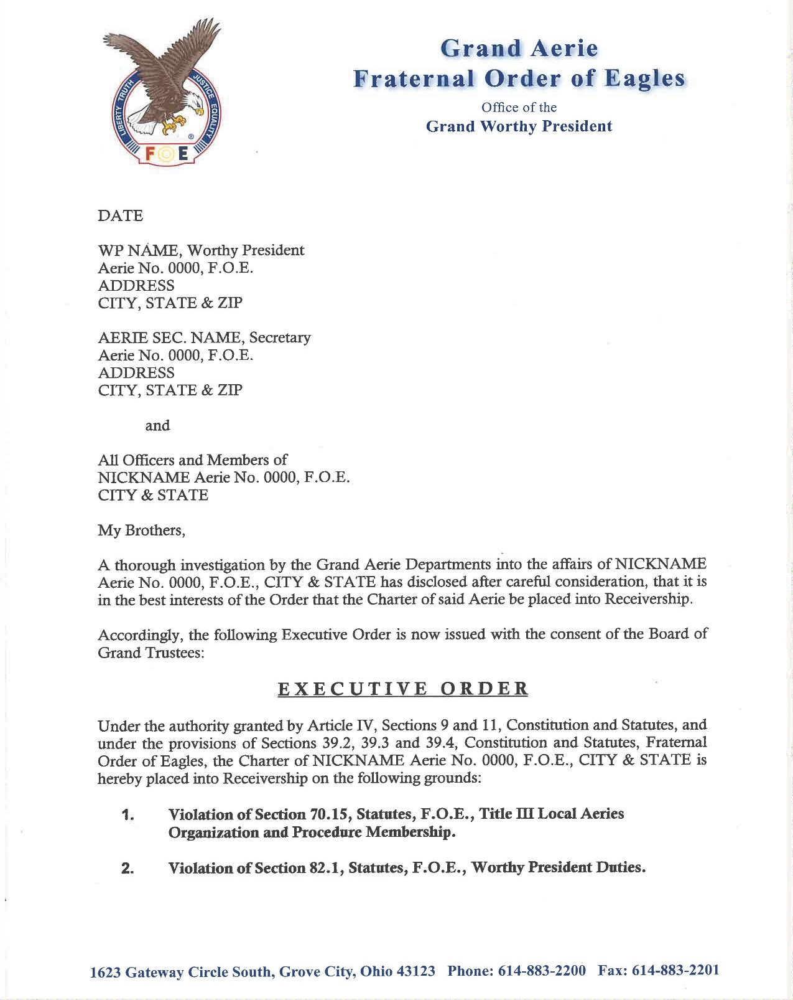 LIBERTY TRUTH JUSTICE EQUALITY
®
F O E
Grand Aerie
Fraternal Order of Eagles
Office of the
Grand Worthy President
DATE
WP NAME, Worthy President
Aerie No. 0000, F.O.E.
ADDRESS
CITY, STATE & ZIP
AERIE SEC. NAME, Secretary
Aerie No. 0000, F.O.E.
ADDRESS
CITY, STATE & ZIP
and
All Officers and Members of
NICKNAME Aerie No. 0000, F.O.E.
CITY & STATE
My Brothers,
A thorough investigation by the Grand Aerie Departments into the affairs of NICKNAME
Aerie No. 0000, F.O.E., CITY & STATE has disclosed after careful consideration, that it is
in the best interests of the Order that the Charter of said Aerie be placed into Receivership.
Accordingly, the following Executive Order is now issued with the consent of the Board of
Grand Trustees:
EXECUTIVE ORDER
Under the authority granted by Article IV, Sections 9 and 11, Constitution and Statutes, and
under the provisions of Sections 39.2, 39.3 and 39.4, Constitution and Statutes, Fraternal
Order of Eagles, the Charter of NICKNAME Aerie No. 0000, F.O.E., CITY & STATE is
hereby placed into Receivership on the following grounds:
1. Violation of Section 70.15, Statutes, F.O.E., Title III Local Aeries
Organization and Procedure Membership.
2. Violation of Section 82.1, Statutes, F.O.E., Worthy President Duties.
1623 Gateway Circle South, Grove City, Ohio 43123 Phone: 614-883-2200 Fax: 614-883-2201